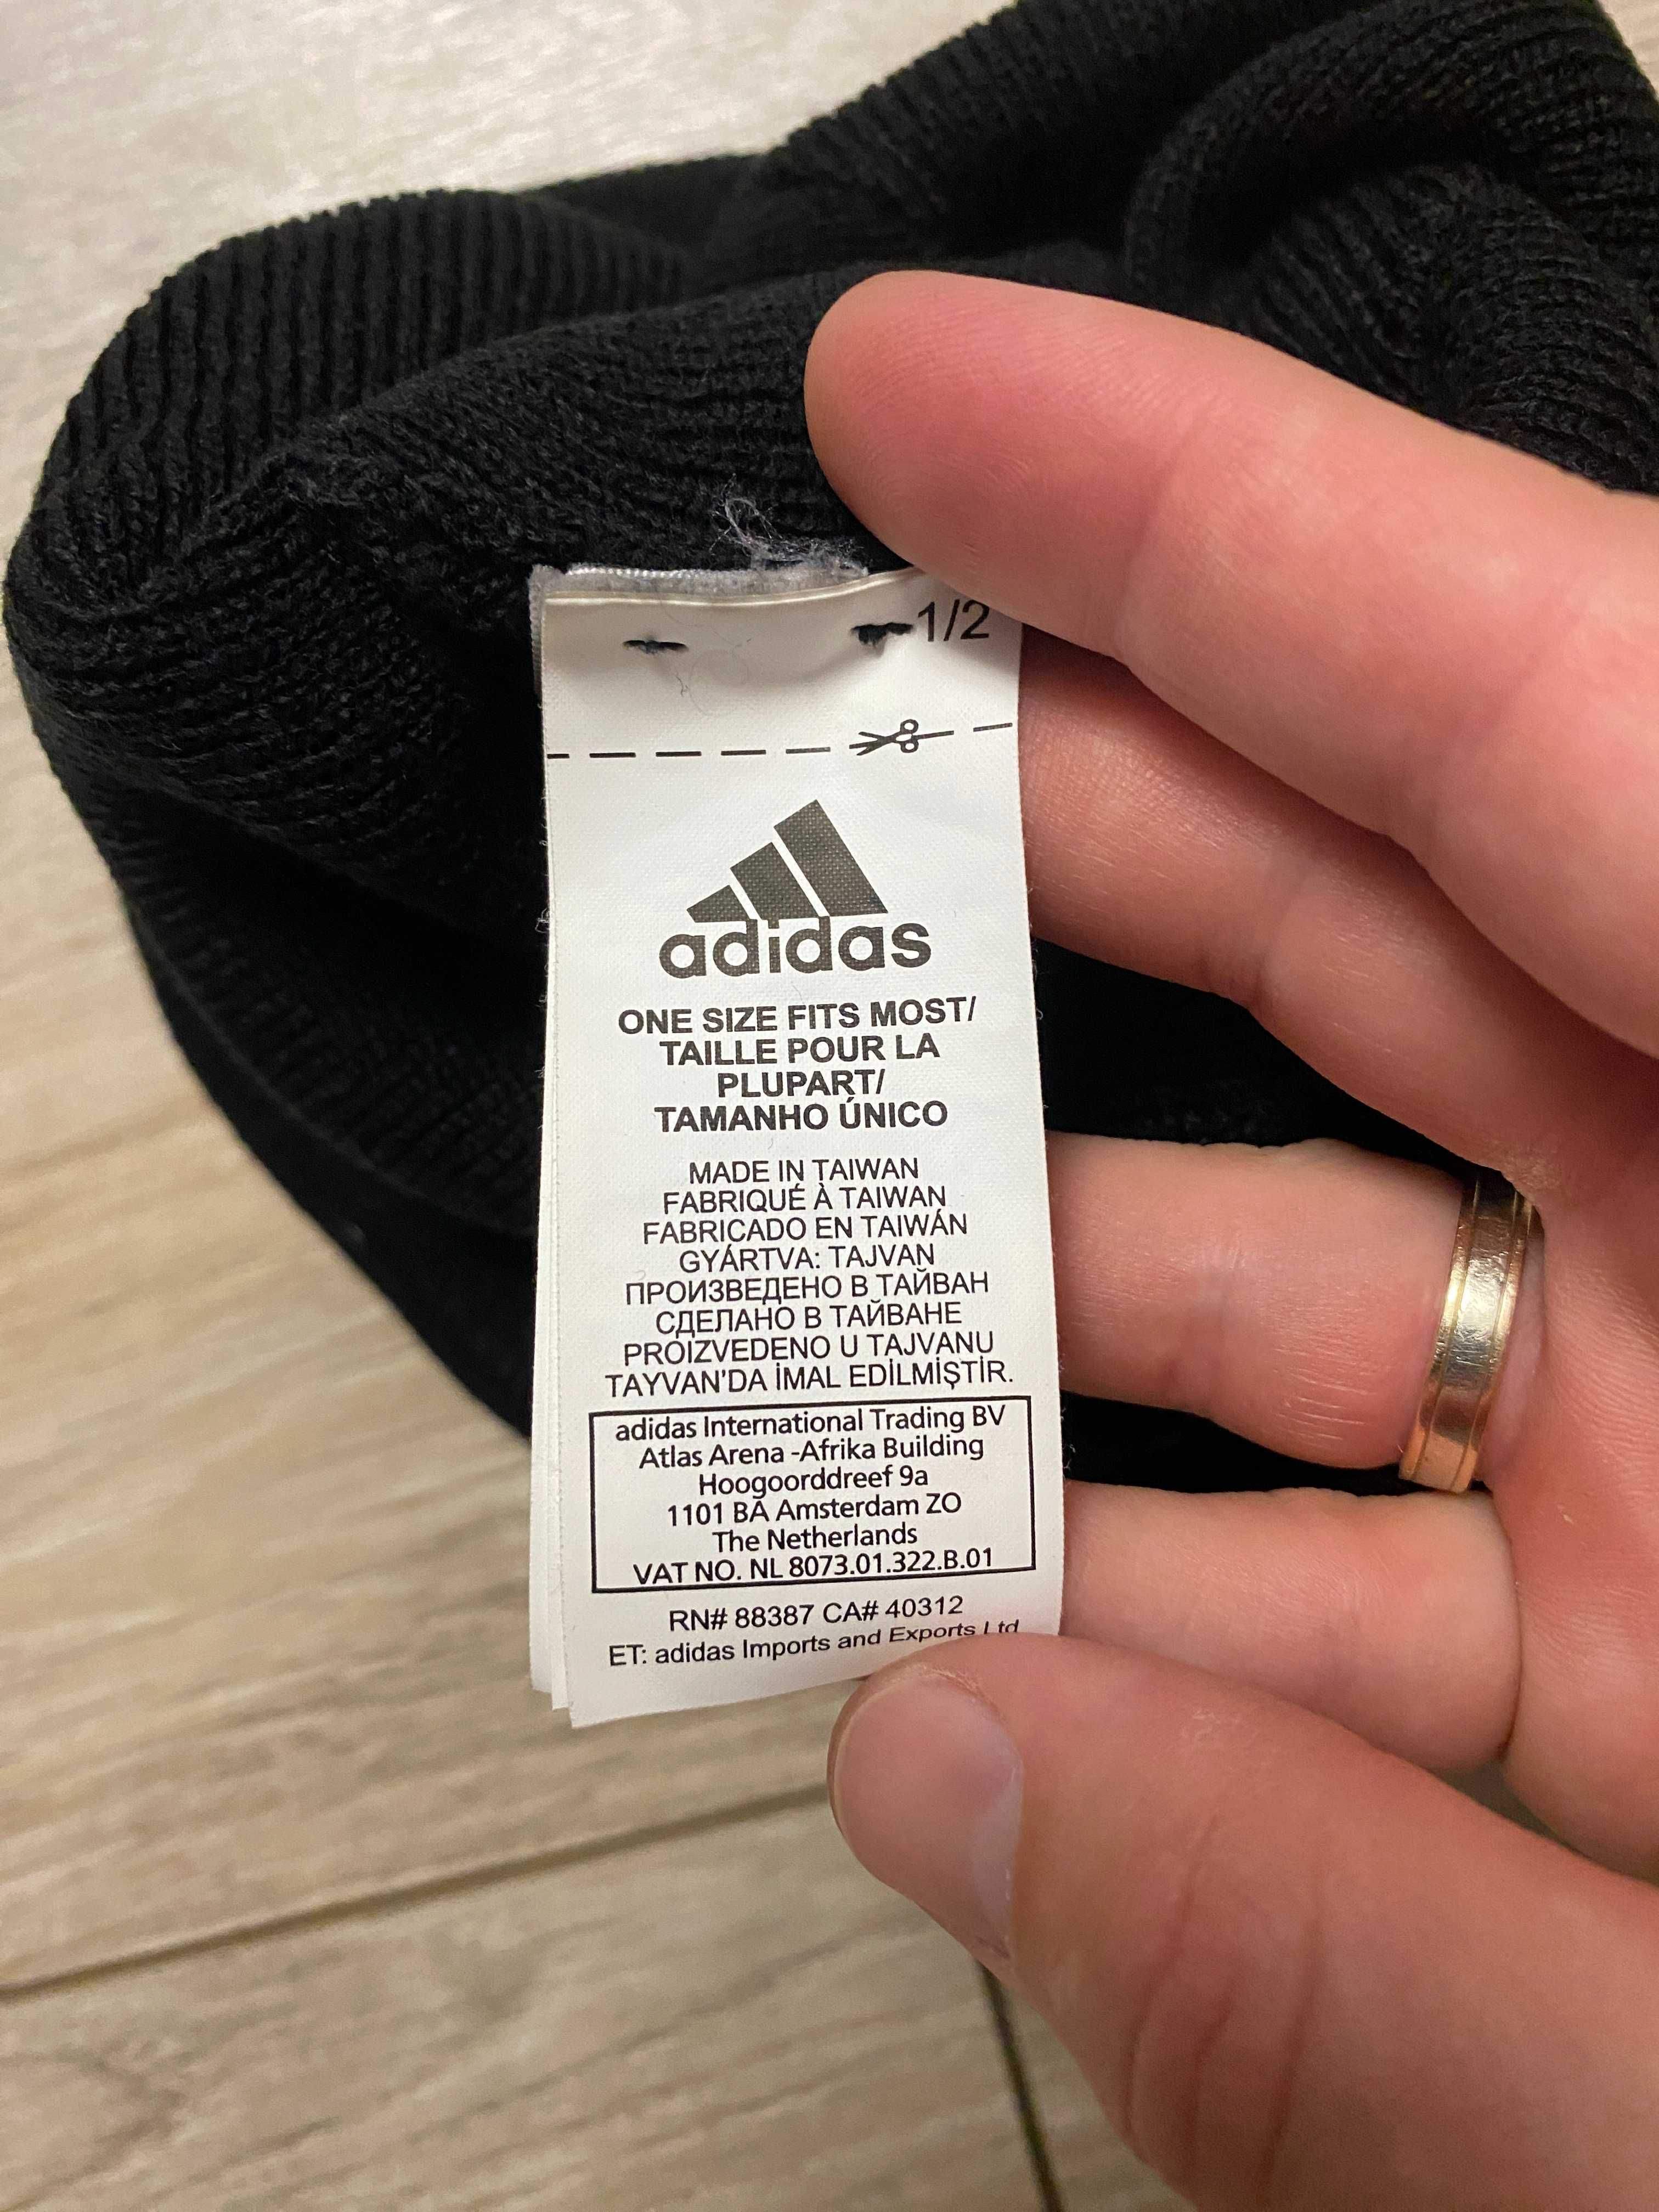 1/2
adidas
ONE SIZE FITS MOST/
TAILLE POUR LA
PLUPART/
TAMANHO ÚNICO
MADE IN TAIWAN
FABRIQUÉ À TAIWAN
FABRICADO EN TAIWÁN
GYÁRTVA: TAJVAN
ПРОИЗВЕДЕНО В ТАЙВАН
СДЕЛАНО В ТАЙВАНЕ
PROIZVEDENO U TAJVANU
TAYVAN'DA İMAL EDİLMİŞTİR.
adidas International Trading BV
Atlas Arena -Afrika Building
Hoogoorddreef 9a
1101 BA Amsterdam ZO
The Netherlands
VAT NO. NL 8073.01.322.B.01
RN# 88387 CA# 40312
ET: adidas Imports and Exports Ltd